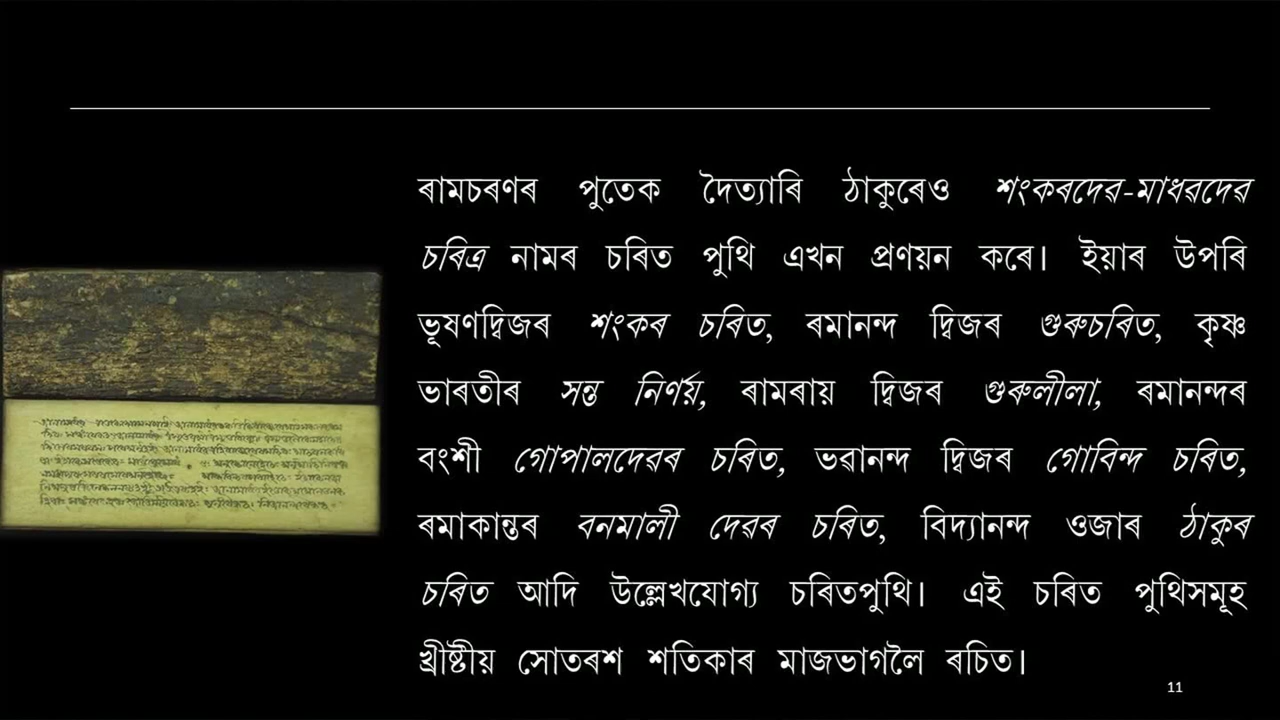 ৰামচৰণৰ পুতেক দৈত্যাৰি ঠাকুৰেও শংকৰদেৱ-মাধৱদেৱ
চৰিত্ৰ নামৰ চৰিত পুথি এখন প্ৰণয়ন কৰে। ইয়াৰ উপৰি
ভূষণদ্বিজৰ শংকৰ চৰিত, ৰমানন্দ দ্বিজৰ গুৰুচৰিত, কৃষ্ণ
ভাৰতীৰ সন্ত নিৰ্ণয়, ৰামৰায় দ্বিজৰ গুৰুলীলা, ৰমানন্দৰ
বংশী গোপালদেৱৰ চৰিত, ভৱানন্দ দ্বিজৰ গোবিন্দ চৰিত,
ৰমাকান্তৰ বনমালী দেৱৰ চৰিত, বিদ্যানন্দ ওজাৰ ঠাকুৰ
চৰিত আদি উল্লেখযোগ্য চৰিতপুথি। এই চৰিত পুথিসমূহ
খ্ৰীষ্টীয় সোতৰশ শতিকাৰ মাজভাগলৈ ৰচিত।
11